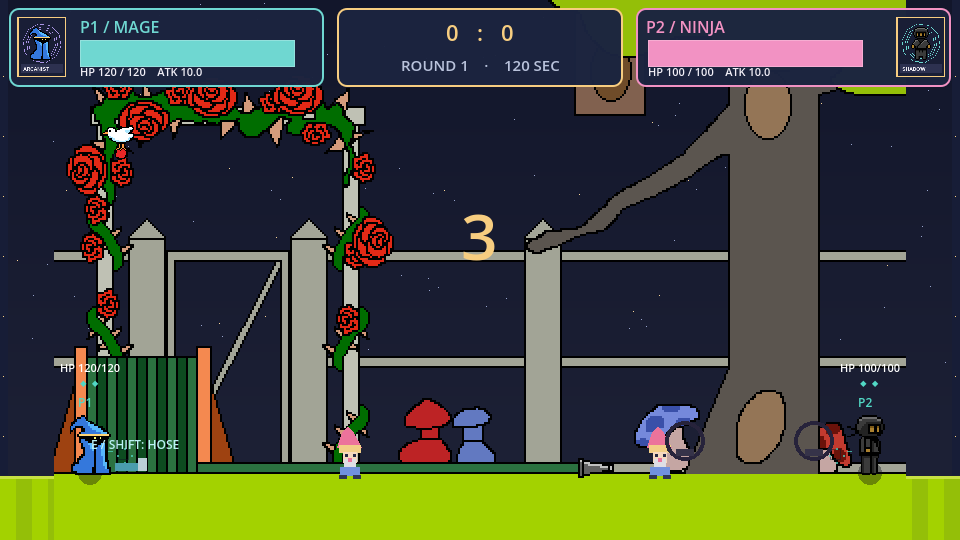 P1 / MAGE
HP 120 / 120 ATK 10.0
ARCANIST
0 : 0
ROUND 1 · 120 SEC
P2 / NINJA
HP 100 / 100 ATK 10.0
SHADOW
3
HP 120/120
P1
E / SHIFT: HOSE
HP 100/100
P2